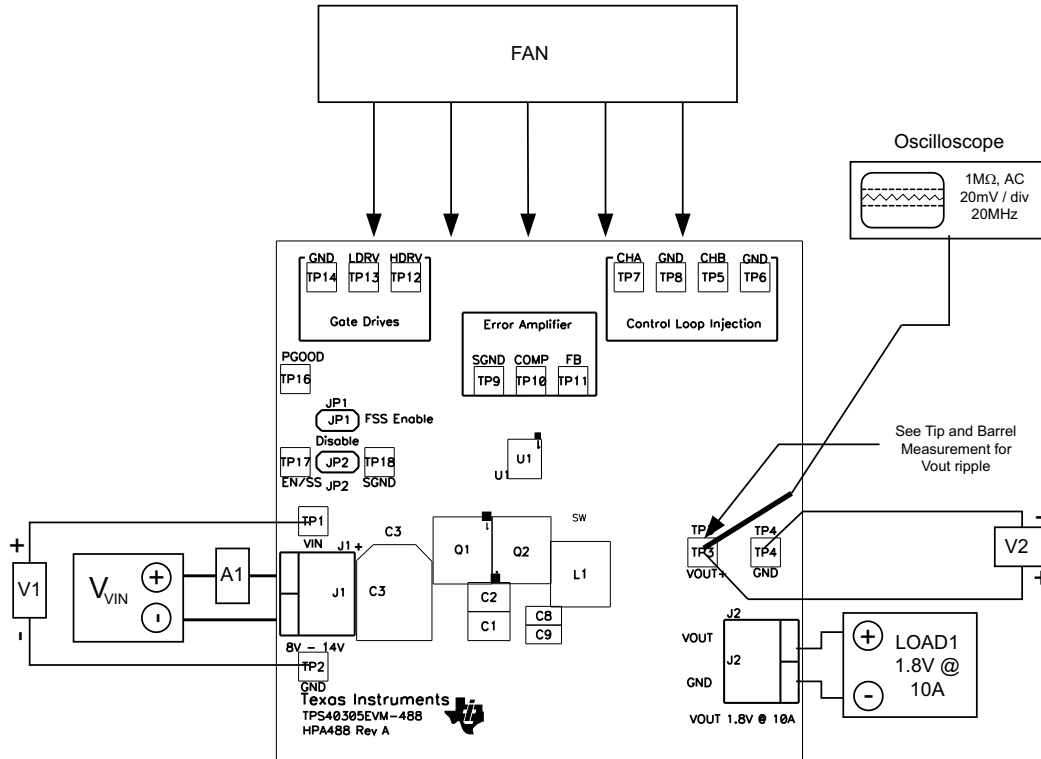 FAN
Oscilloscope
1MΩ, AC
20mV / div
20MHz
GND LDRV HDRV
TP14 TP13 TP12
Gate Drives
CHA GND CHB GND
TP7 TP8 TP5 TP6
Control Loop Injection
Error Amplifier
SGND COMP FB
TP9 TP10 TP11
PGOOD
TP16
JP1
JP1 FSS Enable
Disable
TP17 JP2 TP18
EN/SS JP2 SGND
U1
U1
See Tip and Barrel
Measurement for
Vout ripple
TP1
VIN
J1 +
J1
C3
C3
Q1 Q2
SW
L1
C2
C1
C8
C9
TP TP4
TP3 TP4
VOUT+ GND
-
V2
+
+
V1
-
VVIN
+
-
A1
8V - 14V
TP2
GND
Texas Instruments
TPS40305EVM-488
HPA488 Rev A
J2
VOUT
J2
GND
VOUT 1.8V @ 10A
+
-
LOAD1
1.8V @
10A